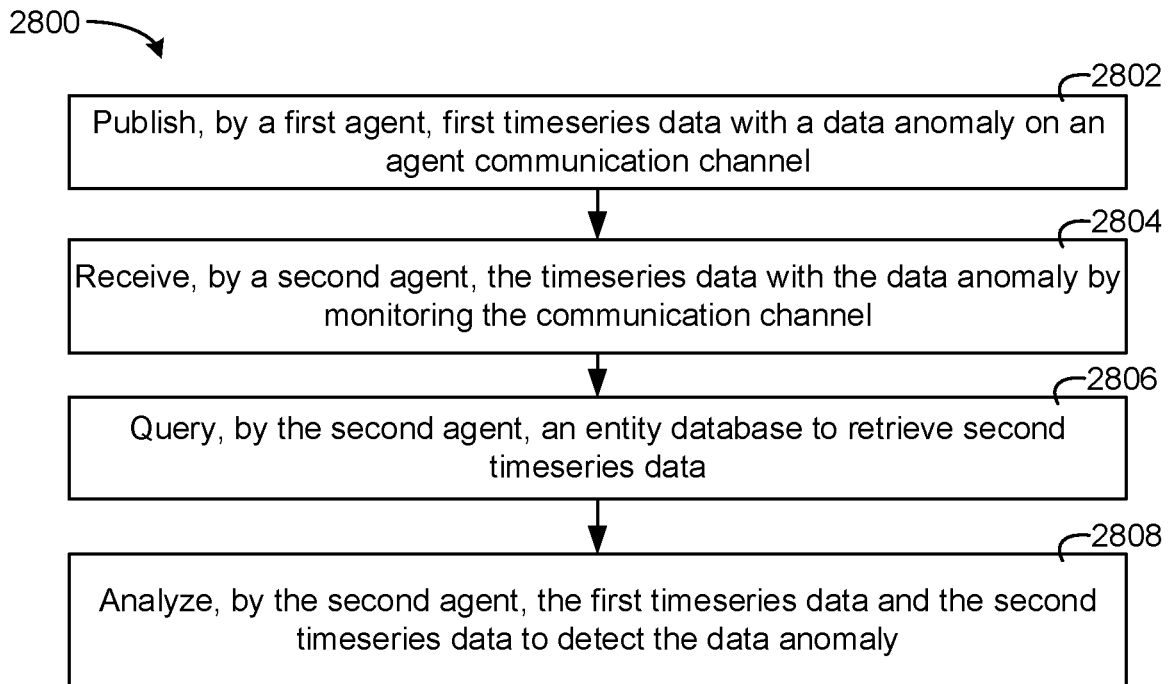 2800
2802
Publish, by a first agent, first timeseries data with a data anomaly on an
agent communication channel
2804
Receive, by a second agent, the timeseries data with the data anomaly by
monitoring the communication channel
2806
Query, by the second agent, an entity database to retrieve second
timeseries data
2808
Analyze, by the second agent, the first timeseries data and the second
timeseries data to detect the data anomaly